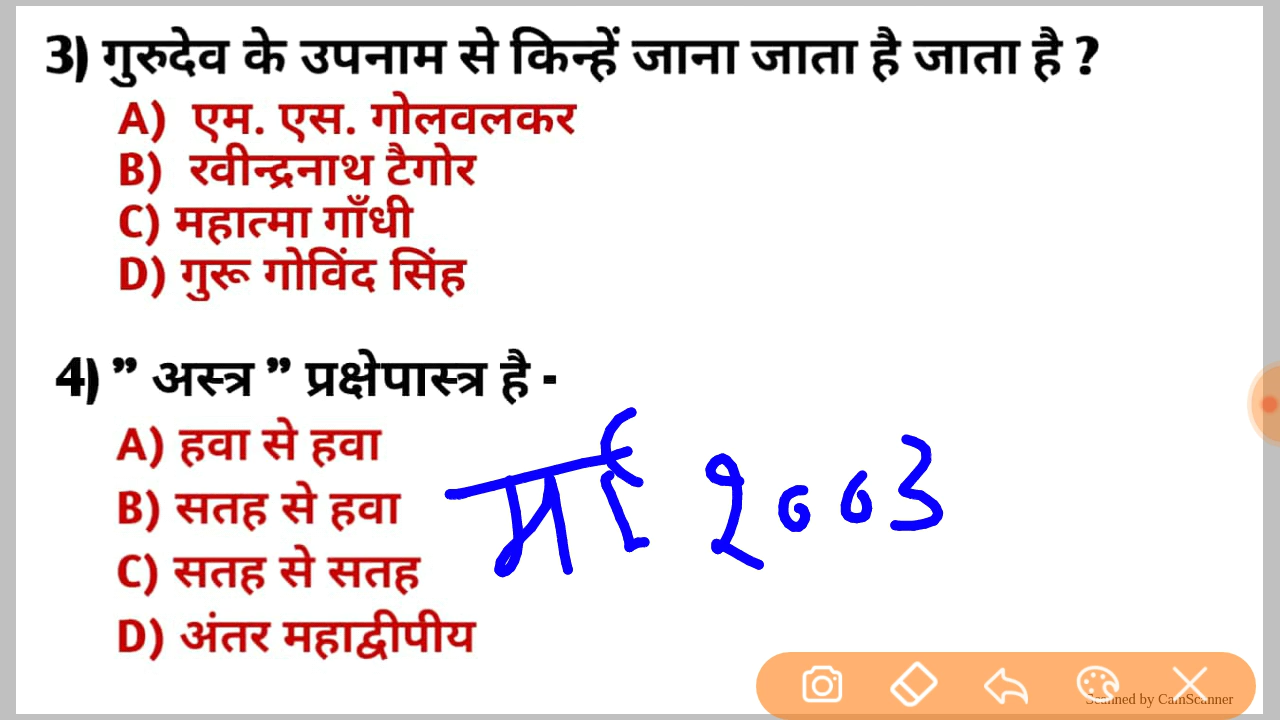 3) गुरुदेव के उपनाम से किन्हें जाना जाता है जाता है ?
A) एम. एस. गोलवलकर
B) रवीन्द्रनाथ टैगोर
C) महात्मा गाँधी
D) गुरू गोविंद सिंह
4) ” अस्त्र ” प्रक्षेपास्त्र है -
A) हवा से हवा
B) सतह से हवा
C) सतह से सतह
D) अंतर महाद्वीपीय
मई 2003
Scanned by CamScanner